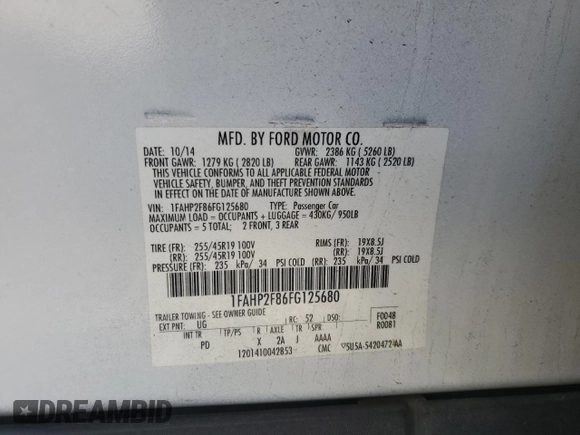 MFD. BY FORD MOTOR CO.
DATE: 10/14 GVWR: 2386 KG ( 5260 LB)
FRONT GAWR: 1279 KG ( 2820 LB) REAR GAWR: 1143 KG ( 2520 LB)
THIS VEHICLE CONFORMS TO ALL APPLICABLE FEDERAL MOTOR
VEHICLE SAFETY, BUMPER, AND THEFT PREVENTION STANDARDS
IN EFFECT ON THE DATE OF MANUFACTURE SHOWN ABOVE.
VIN: 1FAHP2F86FG125680 TYPE: Passenger Car
MAXIMUM LOAD = OCCUPANTS + LUGGAGE = 430KG/ 950LB
OCCUPANTS = 5 TOTAL; 2 FRONT, 3 REAR
TIRE (FR): 255/45R19 100V RIMS (FR): 19X8.5J
(RR): 255/45R19 100V (RR): 19X8.5J
PRESSURE (FR): 235 kPa/ 34 PSI COLD (RR): 235 kPa/ 34 PSI COLD
1FAHP2F86FG125680
TRAILER TOWING - SEE OWNER GUIDE
RC: 52 DSO: F0048
EXT PNT: UG R0081
INT TR TP/PS R AXLE TR SPR
PD X 2A J AAAA
1201410042853 CMC 5U5A-5420472-AA
DREAMBID